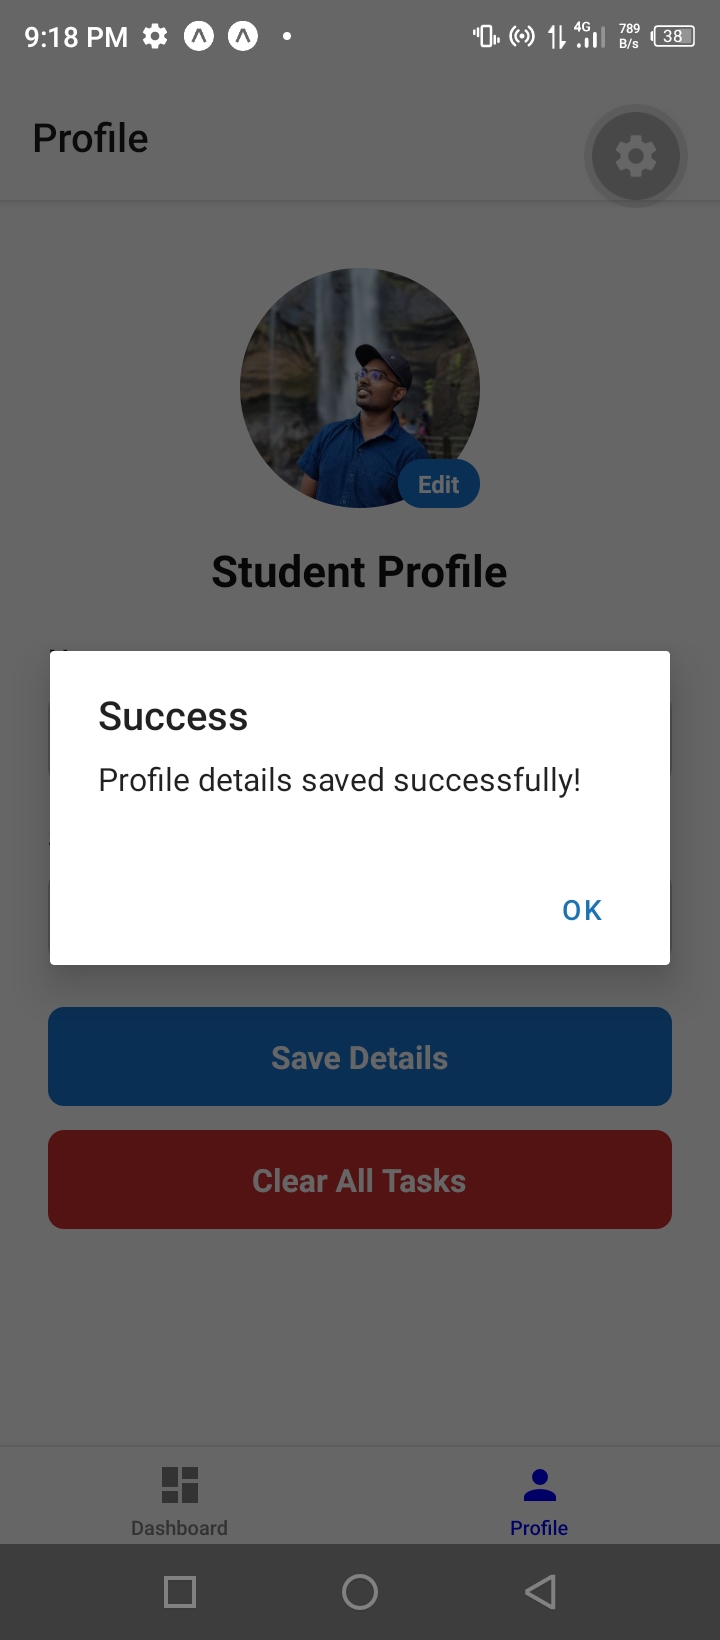 9:18 PM
4G
789
B/s
38
Profile
Edit
Student Profile
Success
Profile details saved successfully!
OK
Save Details
Clear All Tasks
Dashboard
Profile